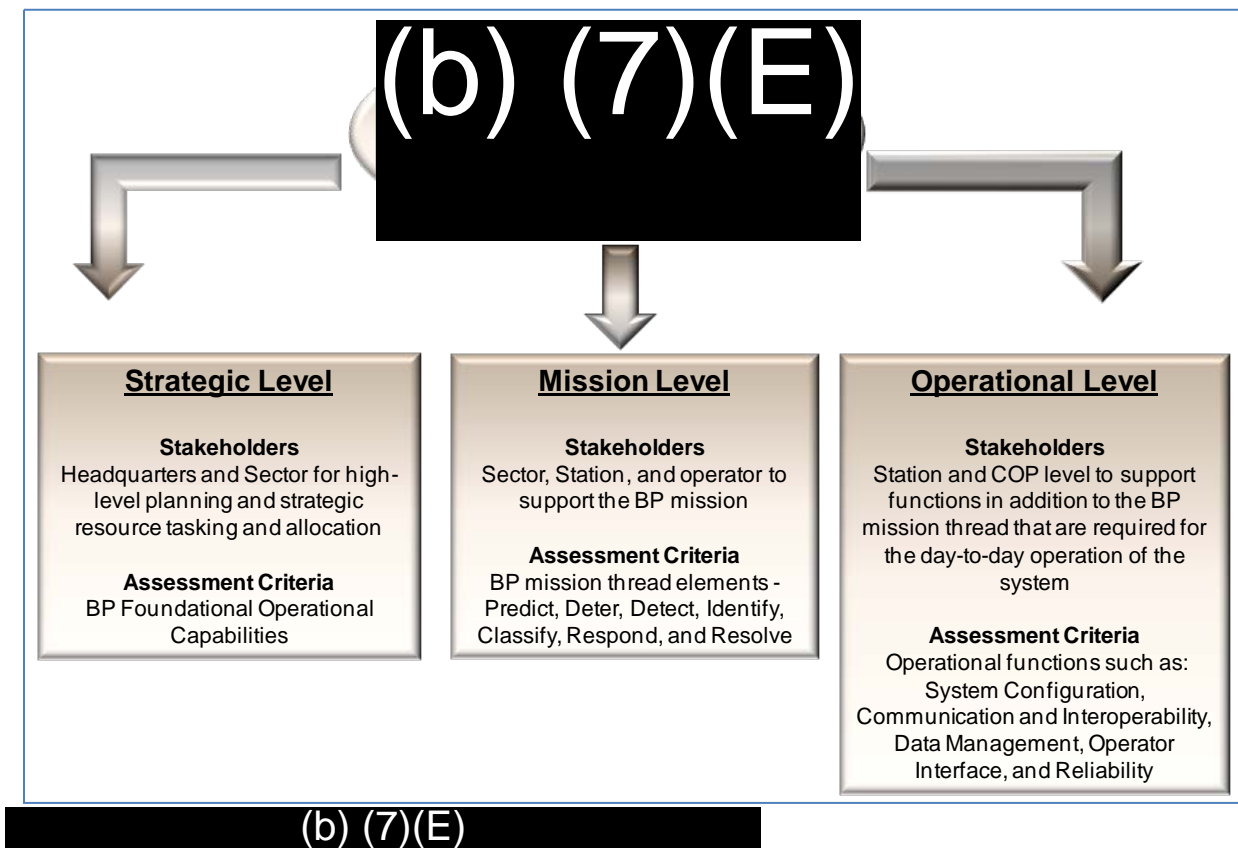 (b) (7)(E)
Strategic Level
Stakeholders
Headquarters and Sector for high-
level planning and strategic
resource tasking and allocation
Assessment Criteria
BP Foundational Operational
Capabilities
Mission Level
Stakeholders
Sector, Station, and operator to
support the BP mission
Assessment Criteria
BP mission thread elements -
Predict, Deter, Detect, Identify,
Classify, Respond, and Resolve
Operational Level
Stakeholders
Station and COP level to support
functions in addition to the BP
mission thread that are required for
the day-to-day operation of the
system
Assessment Criteria
Operational functions such as:
System Configuration,
Communication and Interoperability,
Data Management, Operator
Interface, and Reliability
(b) (7)(E)